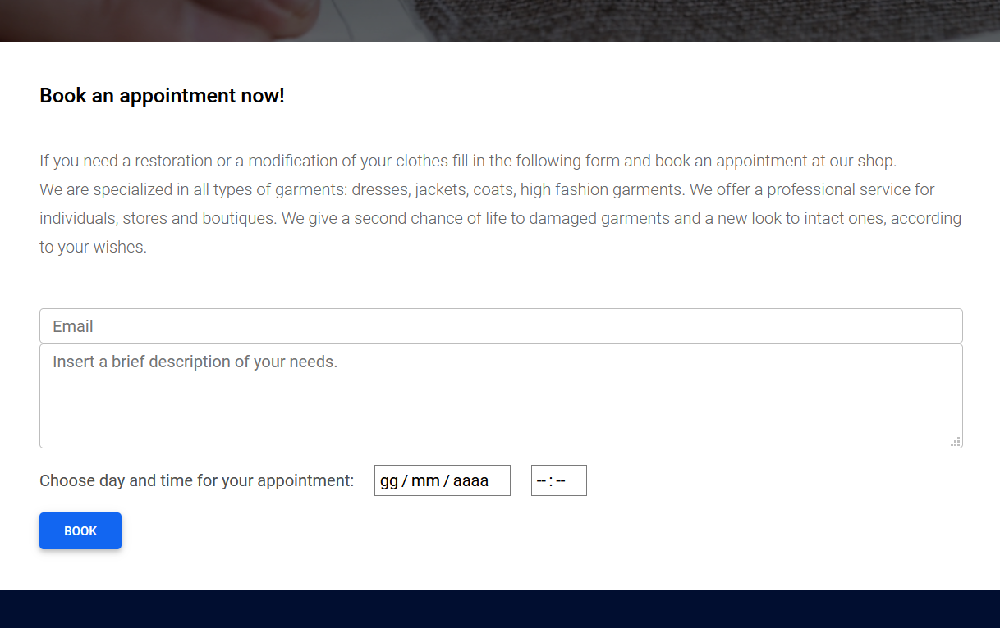 Book an appointment now!
If you need a restoration or a modification of your clothes fill in the following form and book an appointment at our shop.
We are specialized in all types of garments: dresses, jackets, coats, high fashion garments. We offer a professional service for
individuals, stores and boutiques. We give a second chance of life to damaged garments and a new look to intact ones, according
to your wishes.
Email
Insert a brief description of your needs.
Choose day and time for your appointment: gg / mm / aaaa -- : --
BOOK